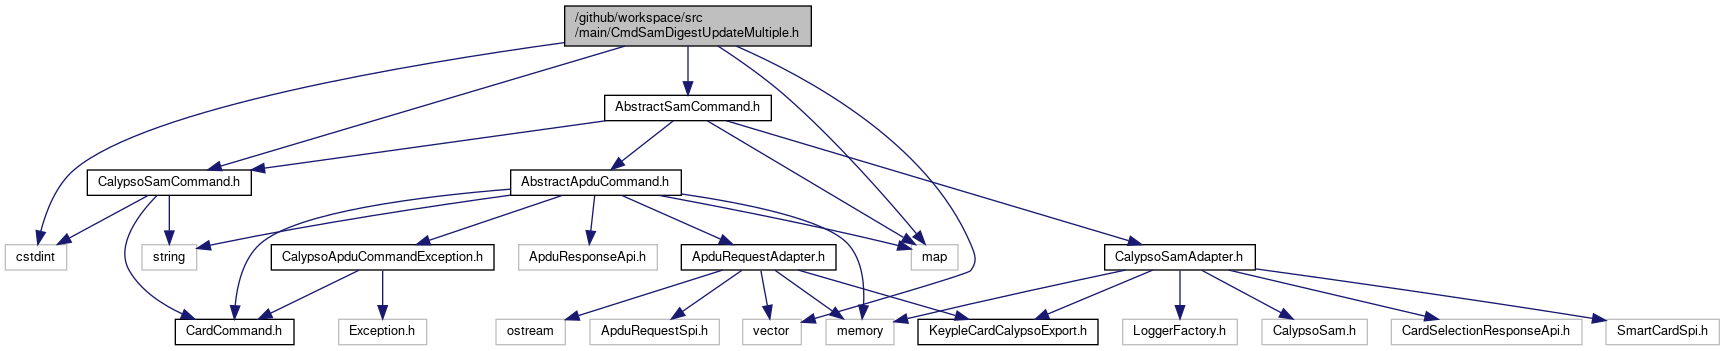 /github/workspace/src
/main/CmdSamDigestUpdateMultiple.h
AbstractSamCommand.h
CalypsoSamCommand.h
AbstractApduCommand.h
cstdint
string
CalypsoApduCommandException.h
ApduResponseApi.h
ApduRequestAdapter.h
map
CalypsoSamAdapter.h
CardCommand.h
Exception.h
ostream
ApduRequestSpi.h
vector
memory
KeypleCardCalypsoExport.h
LoggerFactory.h
CalypsoSam.h
CardSelectionResponseApi.h
SmartCardSpi.h